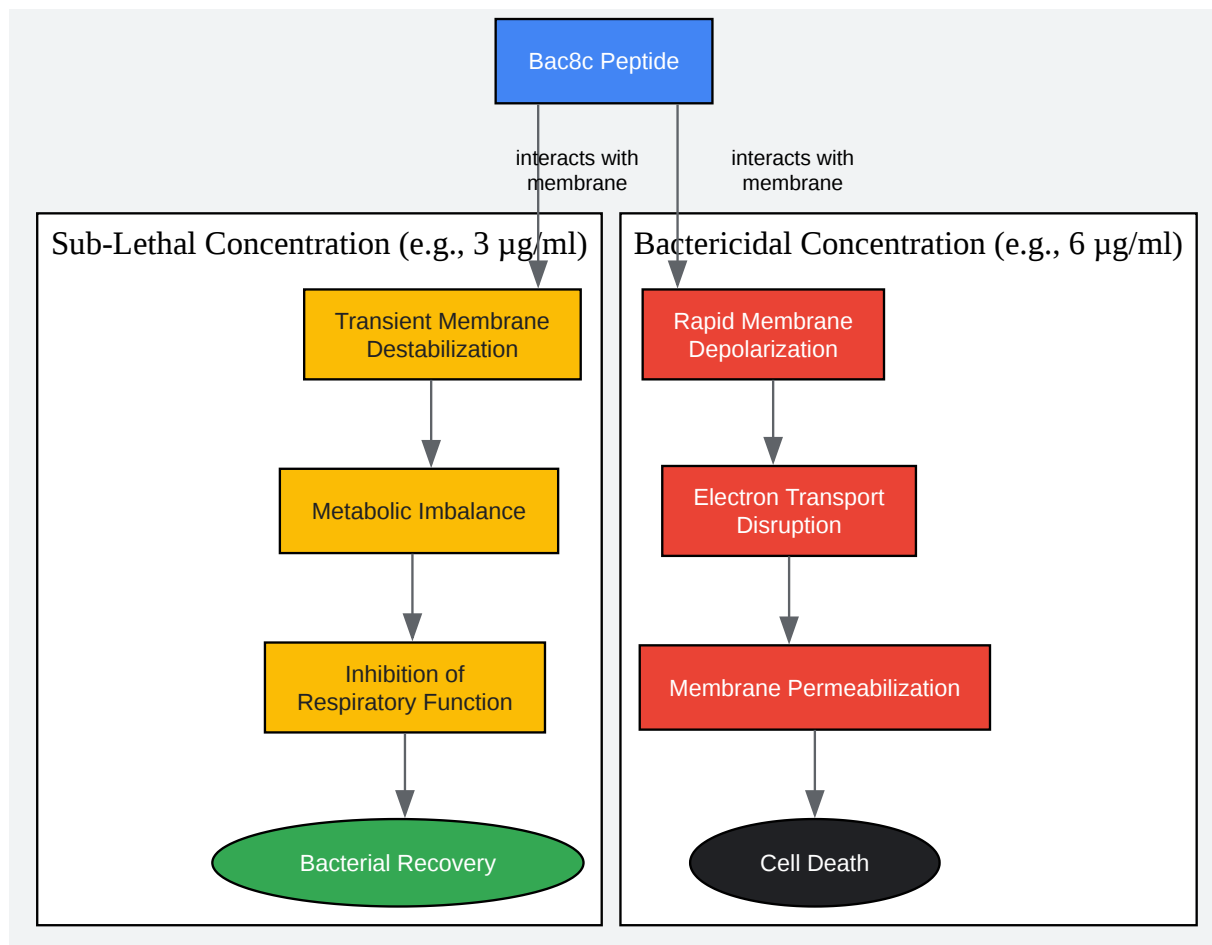 Bac8c Peptide
interacts with
membrane
interacts with
membrane
Sub-Lethal Concentration (e.g., 3 µg/ml)
Transient Membrane
Destabilization
Metabolic Imbalance
Inhibition of
Respiratory Function
Bacterial Recovery
Bactericidal Concentration (e.g., 6 µg/ml)
Rapid Membrane
Depolarization
Electron Transport
Disruption
Membrane Permeabilization
Cell Death